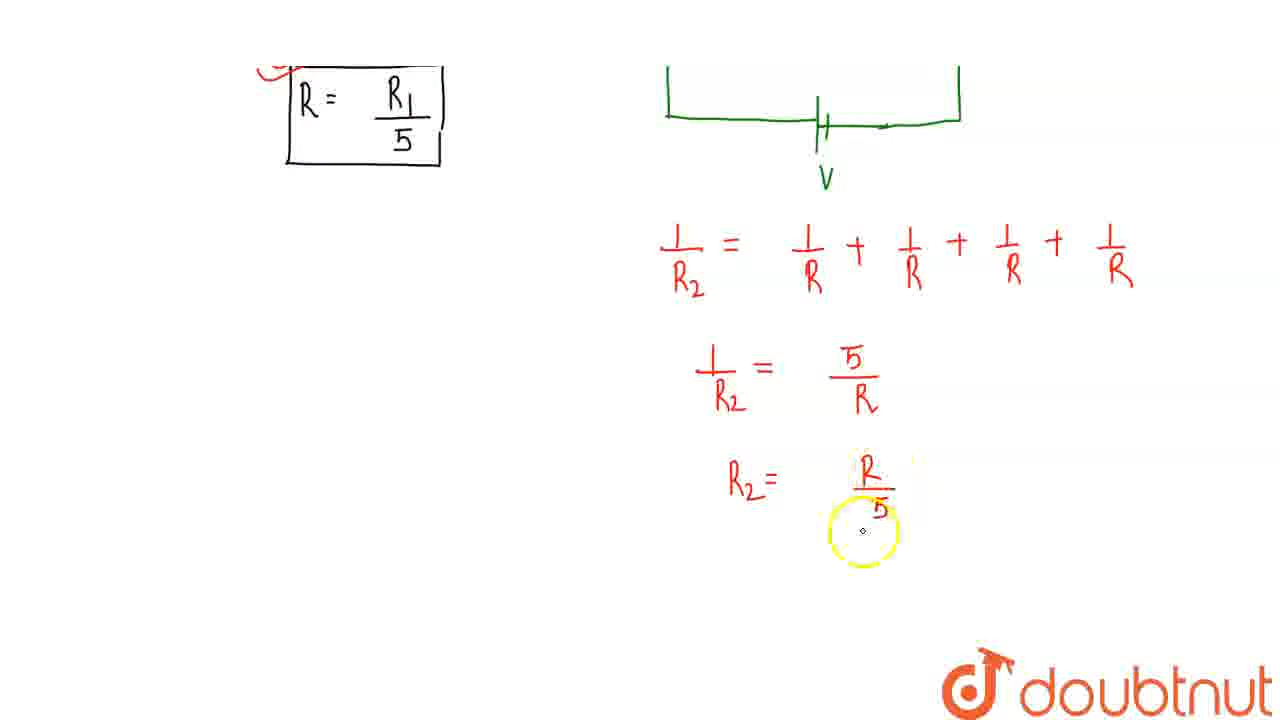 R = R1/5
V
1/R2 = 1/R + 1/R + 1/R + 1/R
1/R2 = 5/R
R2 = R/5
doubtnut